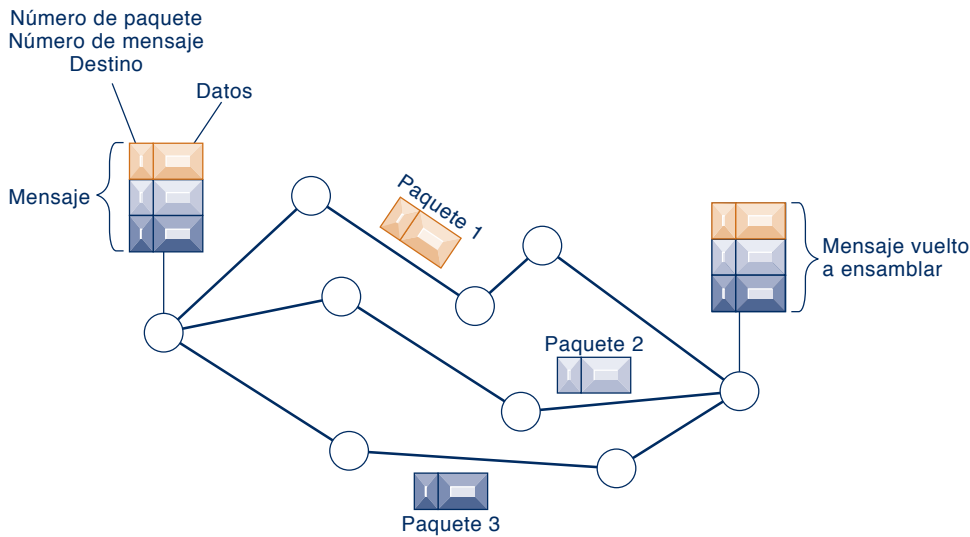 Número de paquete
Número de mensaje
Destino
Datos
Mensaje
Paquete 1
Mensaje vuelto
a ensamblar
Paquete 2
Paquete 3